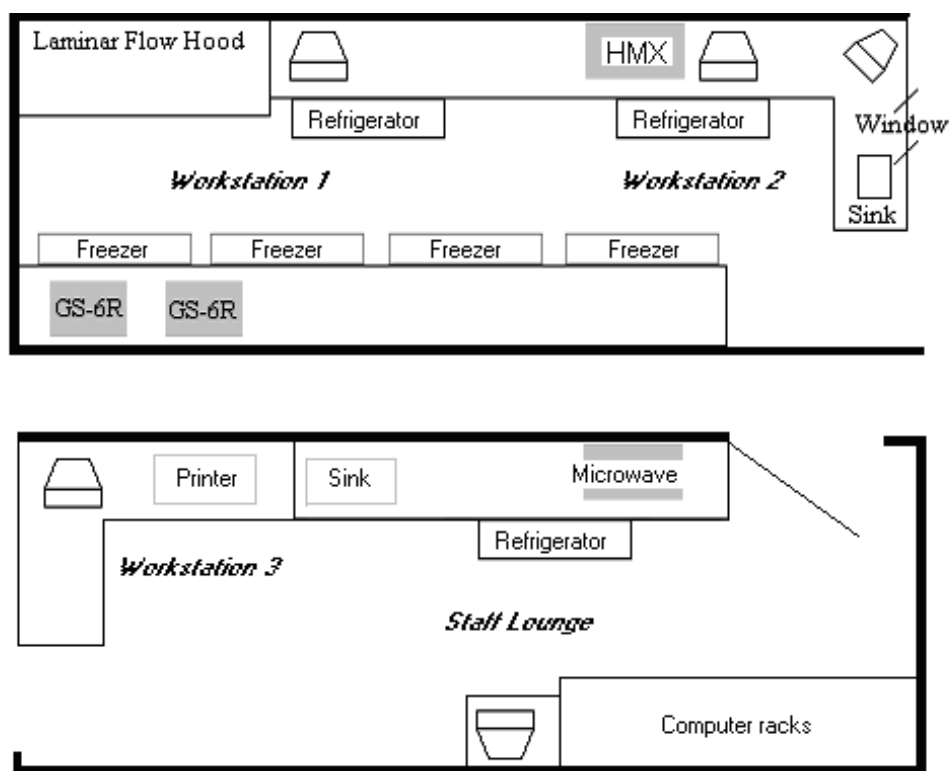 Laminar Flow Hood
HMX
Refrigerator
Refrigerator
Window
Workstation 1
Workstation 2
Sink
Freezer
Freezer
Freezer
Freezer
GS-6R
GS-6R
Printer
Sink
Microwave
Refrigerator
Workstation 3
Staff Lounge
Computer racks